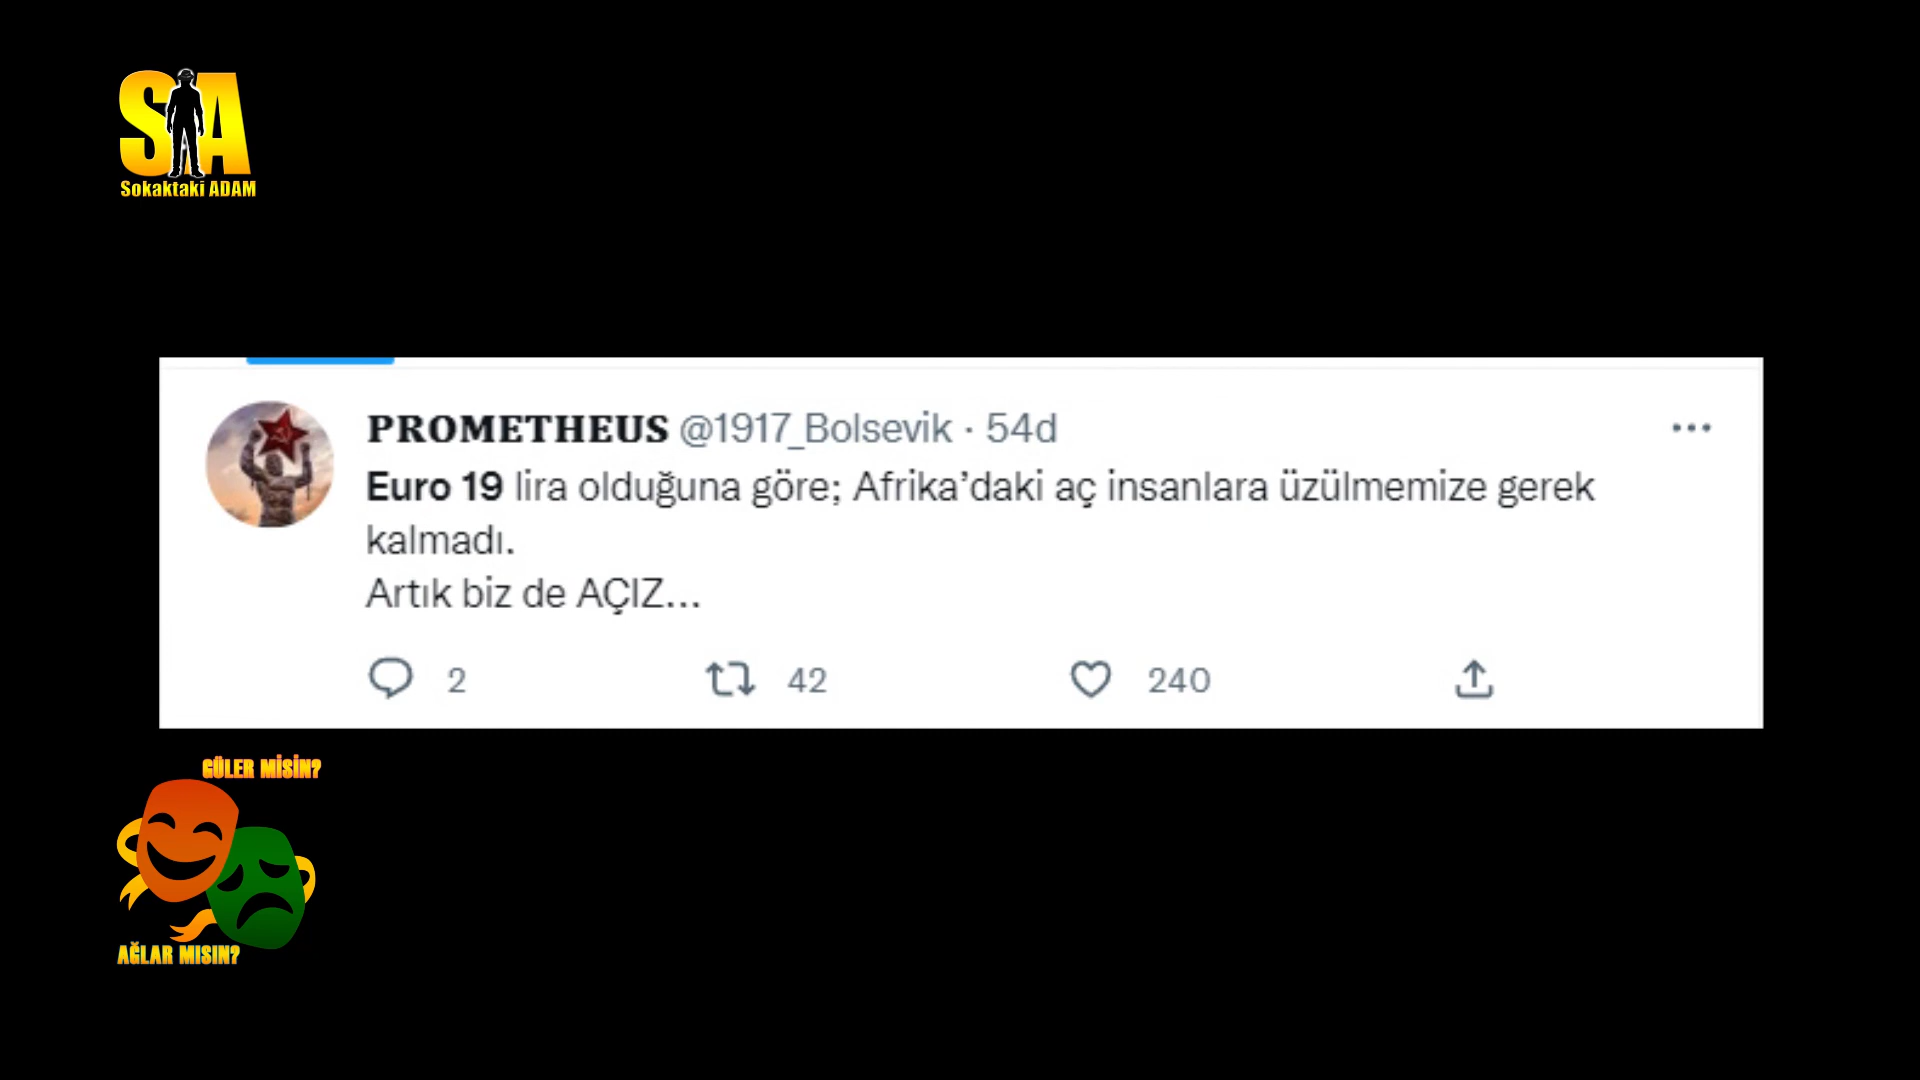 SA
Sokaktaki ADAM
PROMETHEUS @1917_Bolsevik · 54d
Euro 19 lira olduğuna göre; Afrika’daki aç insanlara üzülmemize gerek
kalmadı.
Artık biz de AÇIZ...
2 42 240
GÜLER MİSİN?
AĞLAR MISIN?